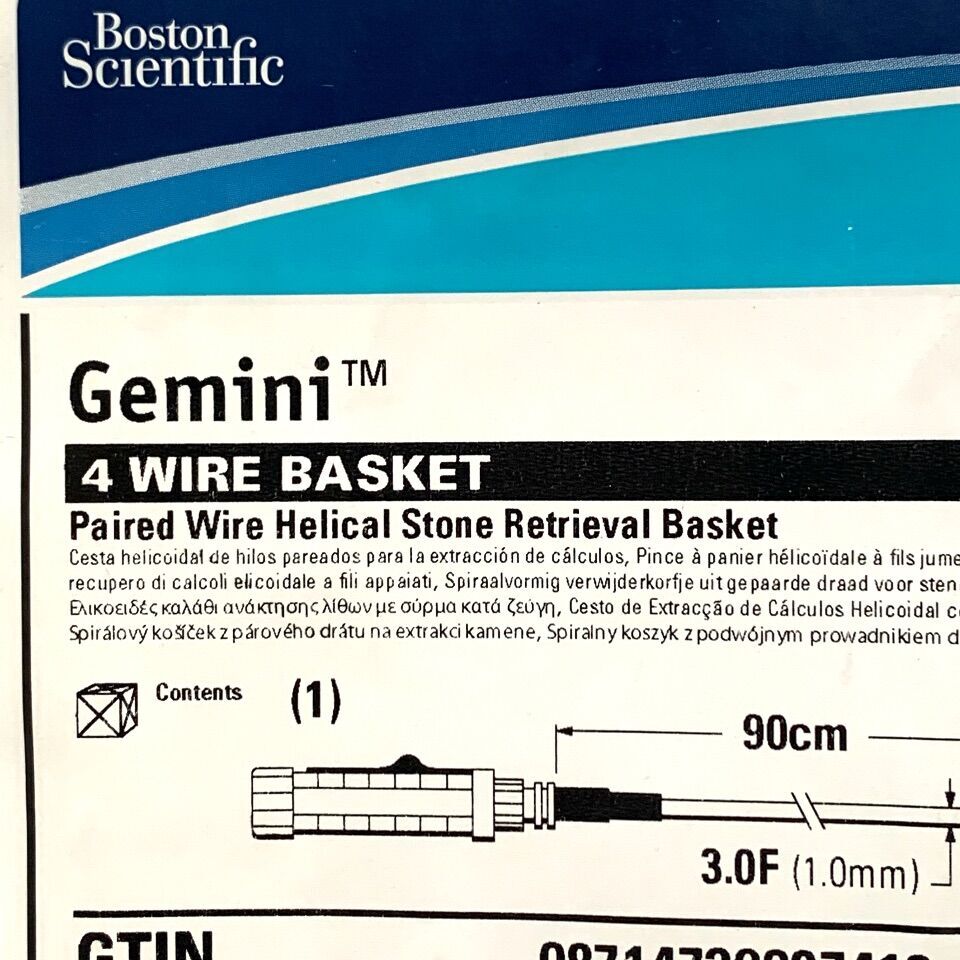 Boston
Scientific
Gemini™
4 WIRE BASKET
Paired Wire Helical Stone Retrieval Basket
Cesta helicoidal de hilos pareados para la extracción de cálculos, Pince à panier hélicoïdale à fils jume
recupero di calcoli elicoidale a fili appaiati, Spiraalvormig verwijderkorfje uit gepaarde draad voor sten
Ελικοειδές καλάθι ανάκτησης λίθων με σύρμα κατά ζεύγη, Cesto de Extracção de Cálculos Helicoidal c
Spirálový košíček z párového drátu na extrakci kamene, Spiralny koszyk z podwójnym prowadnikiem d
Contents (1)
90cm
3.0F (1.0mm)
GTIN